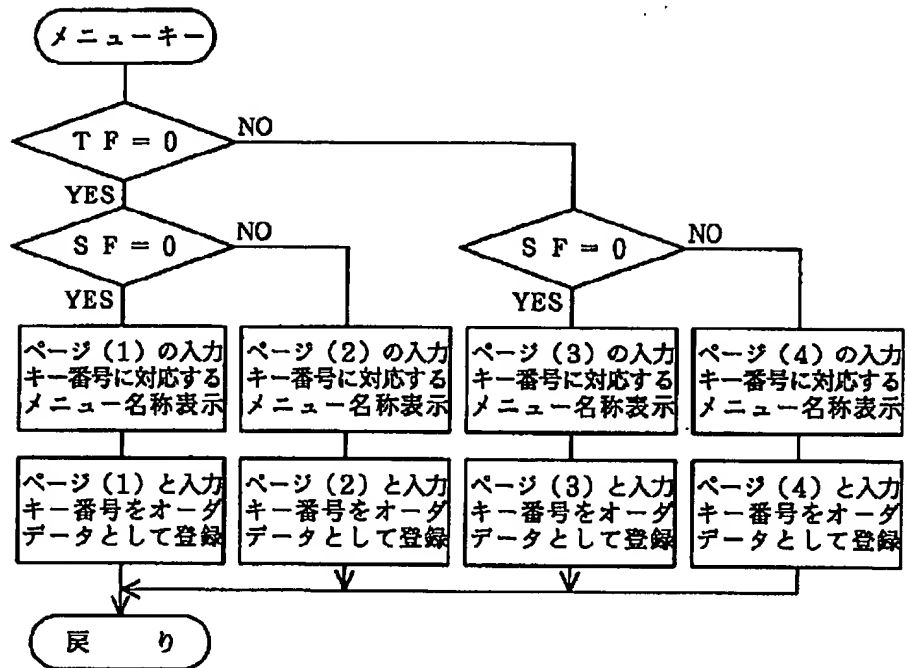 メニューキー
TF=0
NO
YES
SF=0
NO
YES
SF=0
NO
YES
ページ(1)の入力
キー番号に対応する
メニュー名称表示
ページ(2)の入力
キー番号に対応する
メニュー名称表示
ページ(3)の入力
キー番号に対応する
メニュー名称表示
ページ(4)の入力
キー番号に対応する
メニュー名称表示
ページ(1)と入力
キー番号をオーダ
データとして登録
ページ(2)と入力
キー番号をオーダ
データとして登録
ページ(3)と入力
キー番号をオーダ
データとして登録
ページ(4)と入力
キー番号をオーダ
データとして登録
戻り